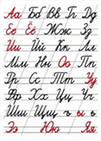 Аа Бб Вв Гг Дд
Ее Ёё Жж Зз
Ии Йй Кк Лл
Мм Нн Оо Пп
Рр Сс Тт Уу
Фф Хх Цц Чч
Шш Щщ ъ ы ь
Ээ Юю Яя